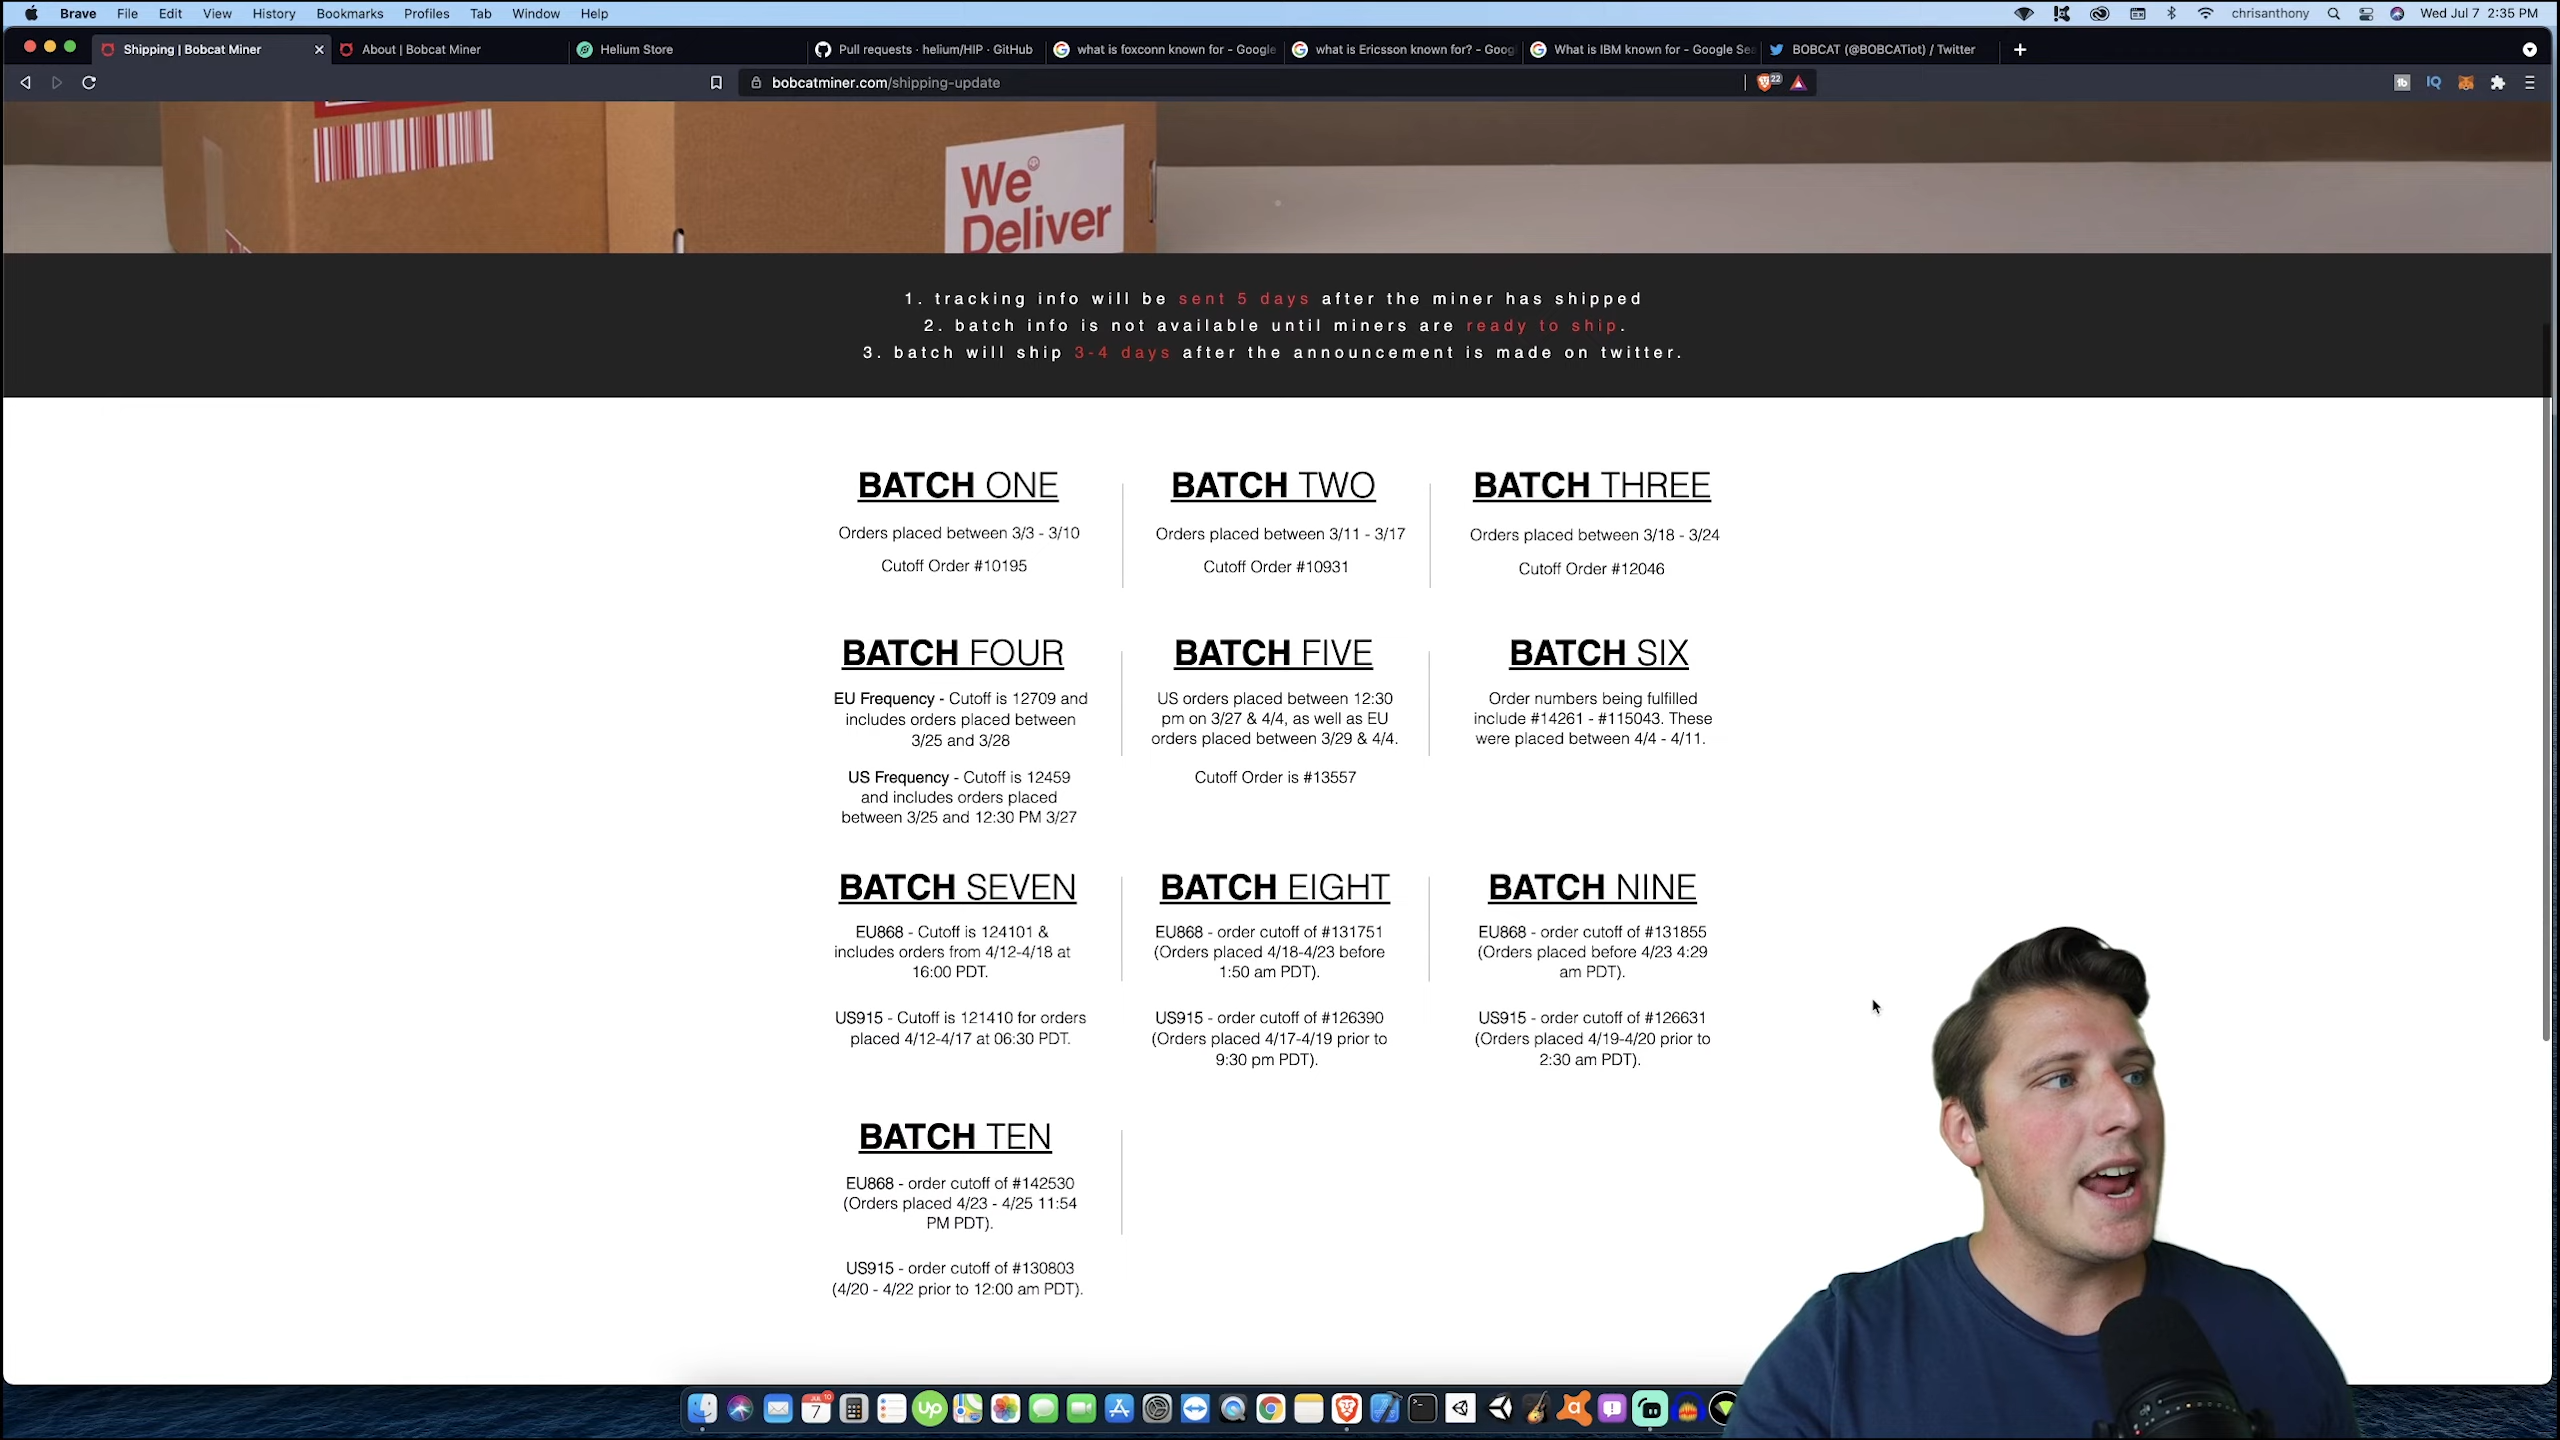 Brave File Edit View History Bookmarks Profiles Tab Window Help chrisanthony Wed Jul 7 2:35 PM
Shipping | Bobcat Miner About | Bobcat Miner Helium Store Pull requests · helium/HIP · GitHub what is foxconn known for - Google what is Ericsson known for? - Goog What is IBM known for - Google Sea BOBCAT (@BOBCATiot) / Twitter
bobcatminer.com/shipping-update 22 tb IQ
We
Deliver
1. tracking info will be sent 5 days after the miner has shipped
2. batch info is not available until miners are ready to ship.
3. batch will ship 3-4 days after the announcement is made on twitter.
BATCH ONE
Orders placed between 3/3 - 3/10
Cutoff Order #10195
BATCH TWO
Orders placed between 3/11 - 3/17
Cutoff Order #10931
BATCH THREE
Orders placed between 3/18 - 3/24
Cutoff Order #12046
BATCH FOUR
EU Frequency - Cutoff is 12709 and
includes orders placed between
3/25 and 3/28
US Frequency - Cutoff is 12459
and includes orders placed
between 3/25 and 12:30 PM 3/27
BATCH FIVE
US orders placed between 12:30
pm on 3/27 & 4/4, as well as EU
orders placed between 3/29 & 4/4.
Cutoff Order is #13557
BATCH SIX
Order numbers being fulfilled
include #14261 - #115043. These
were placed between 4/4 - 4/11.
BATCH SEVEN
EU868 - Cutoff is 124101 &
includes orders from 4/12-4/18 at
16:00 PDT.
US915 - Cutoff is 121410 for orders
placed 4/12-4/17 at 06:30 PDT.
BATCH EIGHT
EU868 - order cutoff of #131751
(Orders placed 4/18-4/23 before
1:50 am PDT).
US915 - order cutoff of #126390
(Orders placed 4/17-4/19 prior to
9:30 pm PDT).
BATCH NINE
EU868 - order cutoff of #131855
(Orders placed before 4/23 4:29
am PDT).
US915 - order cutoff of #126631
(Orders placed 4/19-4/20 prior to
2:30 am PDT).
BATCH TEN
EU868 - order cutoff of #142530
(Orders placed 4/23 - 4/25 11:54
PM PDT).
US915 - order cutoff of #130803
(4/20 - 4/22 prior to 12:00 am PDT).